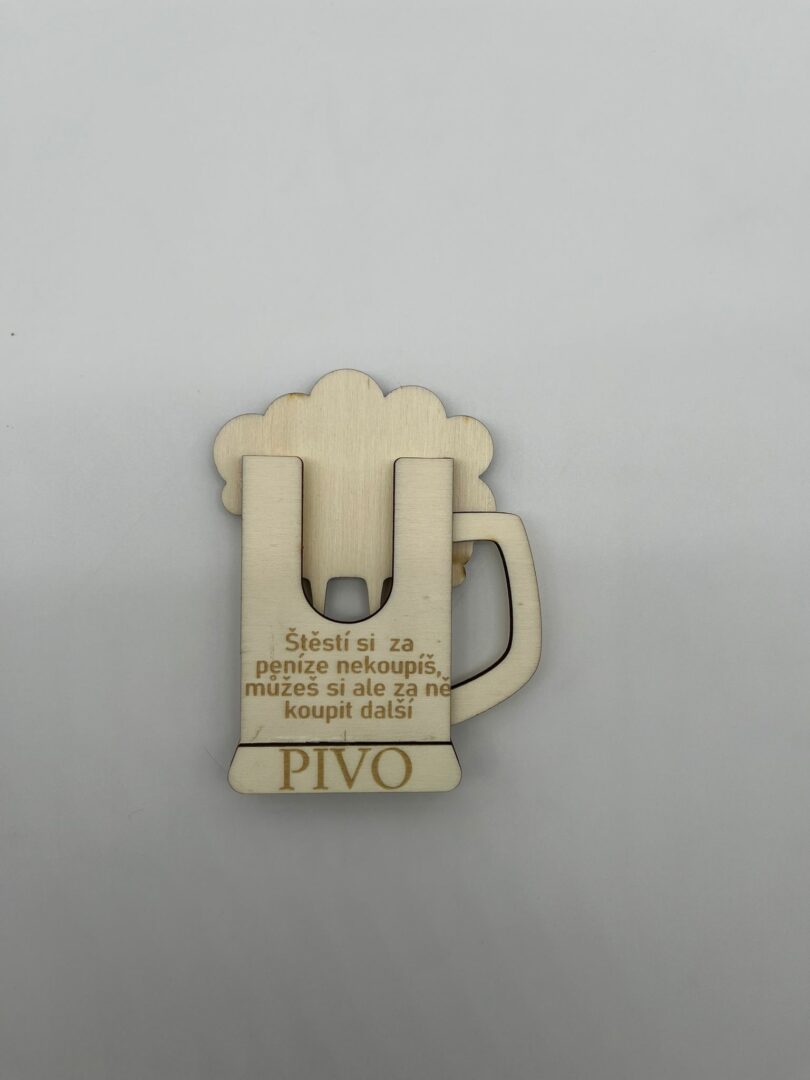 Štěstí si za
peníze nekoupíš,
můžeš si ale za ně
koupit další
PIVO